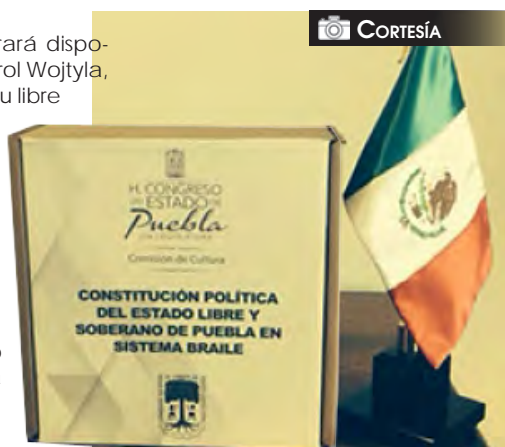 CORTESÍA
rará dispo-
rol Wojtyla,
u libre
H. CONGRESO
DEL ESTADO DE
Puebla
Comisión de Cultura
CONSTITUCIÓN POLÍTICA
DEL ESTADO LIBRE Y
SOBERANO DE PUEBLA EN
SISTEMA BRAILE